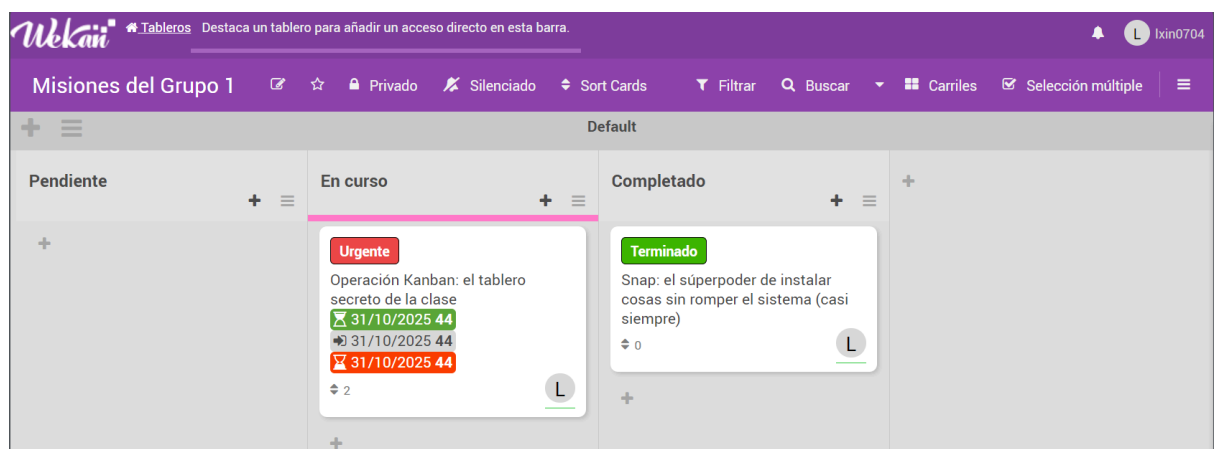 Wekan Tableros Destaca un tablero para añadir un acceso directo en esta barra. L lxin0704
Misiones del Grupo 1 Privado Silenciado Sort Cards Filtrar Buscar Carriles Selección múltiple
Default
Pendiente En curso Completado
Urgente
Operación Kanban: el tablero
secreto de la clase
31/10/2025 44
31/10/2025 44
31/10/2025 44
2 L
Terminado
Snap: el súperpoder de instalar
cosas sin romper el sistema (casi
siempre)
0 L